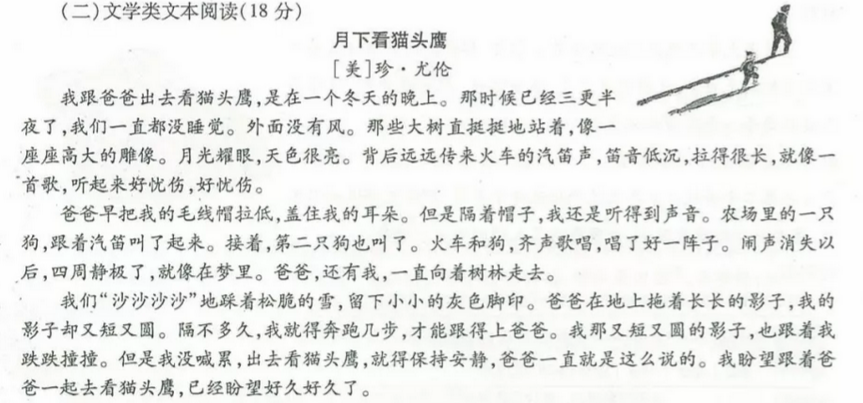 (二)文学类文本阅读(18 分)
月下看猫头鹰
[美]珍·尤伦
我跟爸爸出去看猫头鹰,是在一个冬天的晚上。那时候已经三更半
夜了,我们一直都没睡觉。外面没有风。那些大树直挺挺地站着,像一
座座高大的雕像。月光耀眼,天色很亮。背后远远传来火车的汽笛声,笛音低沉,拉得很长,就像一
首歌,听起来好忧伤,好忧伤。
爸爸早把我的毛线帽拉低,盖住我的耳朵。但是隔着帽子,我还是听得到声音。农场里的一只
狗,跟着汽笛叫了起来。接着,第二只狗也叫了。火车和狗,齐声歌唱,唱了好一阵子。闹声消失以
后,四周静极了,就像在梦里。爸爸,还有我,一直向着树林走去。
我们“沙沙沙沙”地踩着松脆的雪,留下小小的灰色脚印。爸爸在地上拖着长长的影子,我的
影子却又短又圆。隔不多久,我就得奔跑几步,才能跟得上爸爸。我那又短又圆的影子,也跟着我
跌跌撞撞。但是我没喊累,出去看猫头鹰,就得保持安静,爸爸一直就是这么说的。我盼望跟着爸
爸一起去看猫头鹰,已经盼望好久好久了。